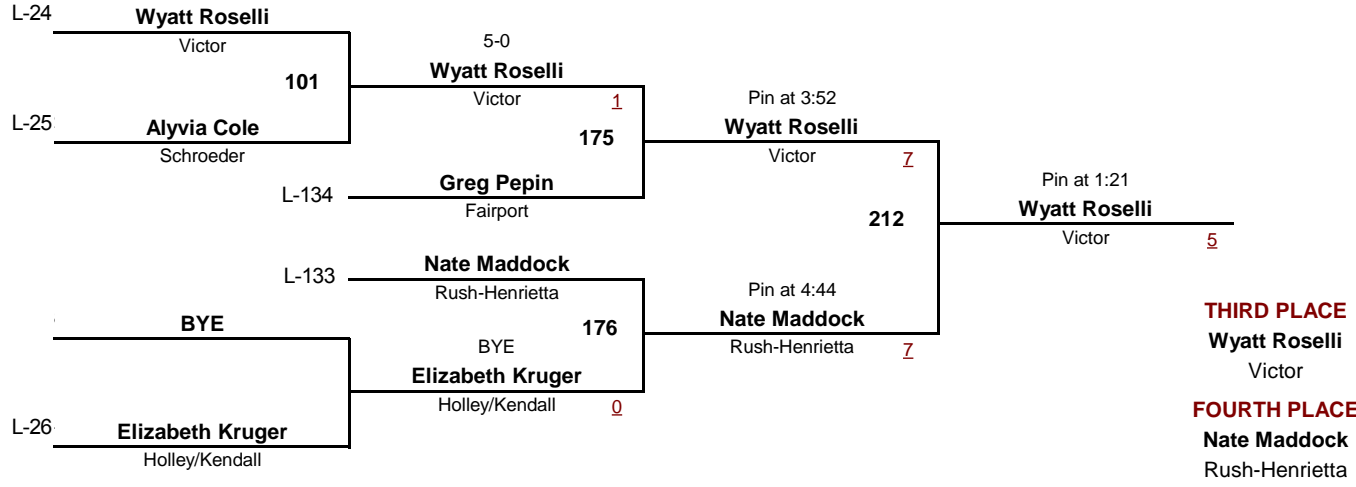 L-24
Wyatt Roselli
Victor
101
L-25
Alyvia Cole
Schroeder
5-0
Wyatt Roselli
Victor
1
175
L-134
Greg Pepin
Fairport
L-133
Nate Maddock
Rush-Henrietta
BYE
176
BYE
Elizabeth Kruger
Holley/Kendall
0
L-26
Elizabeth Kruger
Holley/Kendall
Pin at 3:52
Wyatt Roselli
Victor
7
212
Pin at 4:44
Nate Maddock
Rush-Henrietta
7
Pin at 1:21
Wyatt Roselli
Victor
5
THIRD PLACE
Wyatt Roselli
Victor
FOURTH PLACE
Nate Maddock
Rush-Henrietta